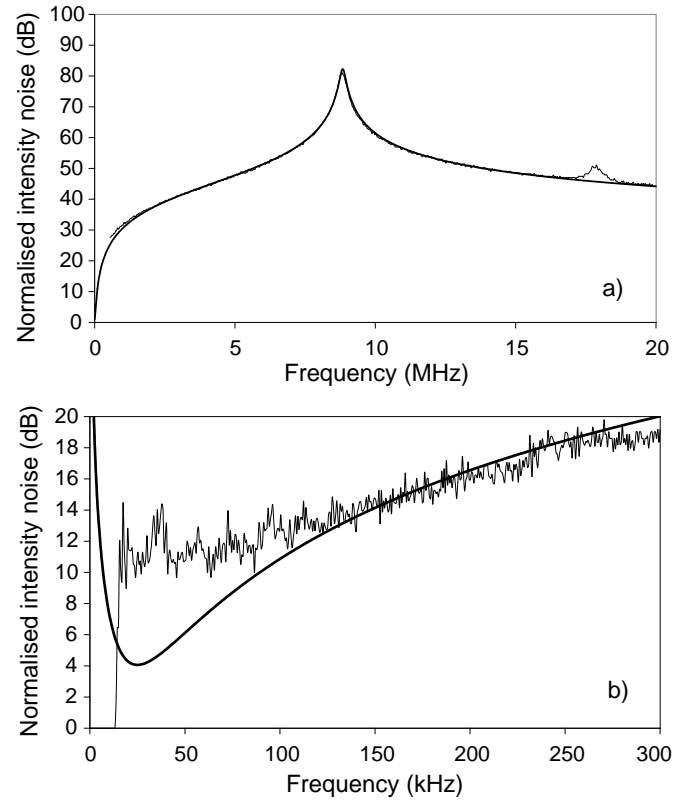 Normalised intensity noise (dB)
100
90
80
70
60
50
40
30
20
10
0
0 5 10 15 20
Frequency (MHz)
a)
Normalised intensity noise (dB)
20
18
16
14
12
10
8
6
4
2
0
0 50 100 150 200 250 300
Frequency (kHz)
b)